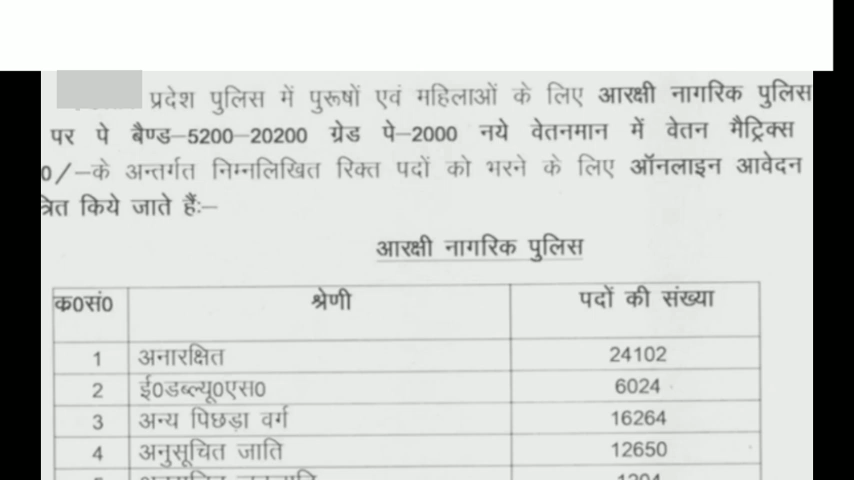 प्रदेश पुलिस में पुरूषों एवं महिलाओं के लिए आरक्षी नागरिक पुलिस
पर पे बैण्ड–5200–20200 ग्रेड पे–2000 नये वेतनमान में वेतन मैट्रिक्स
0/–के अन्तर्गत निम्नलिखित रिक्त पदों को भरने के लिए ऑनलाइन आवेदन
त्रित किये जाते हैंः–
आरक्षी नागरिक पुलिस
क0सं0 श्रेणी पदों की संख्या
1 अनारक्षित 24102
2 ई0डब्ल्यू0एस0 6024
3 अन्य पिछड़ा वर्ग 16264
4 अनुसूचित जाति 12650